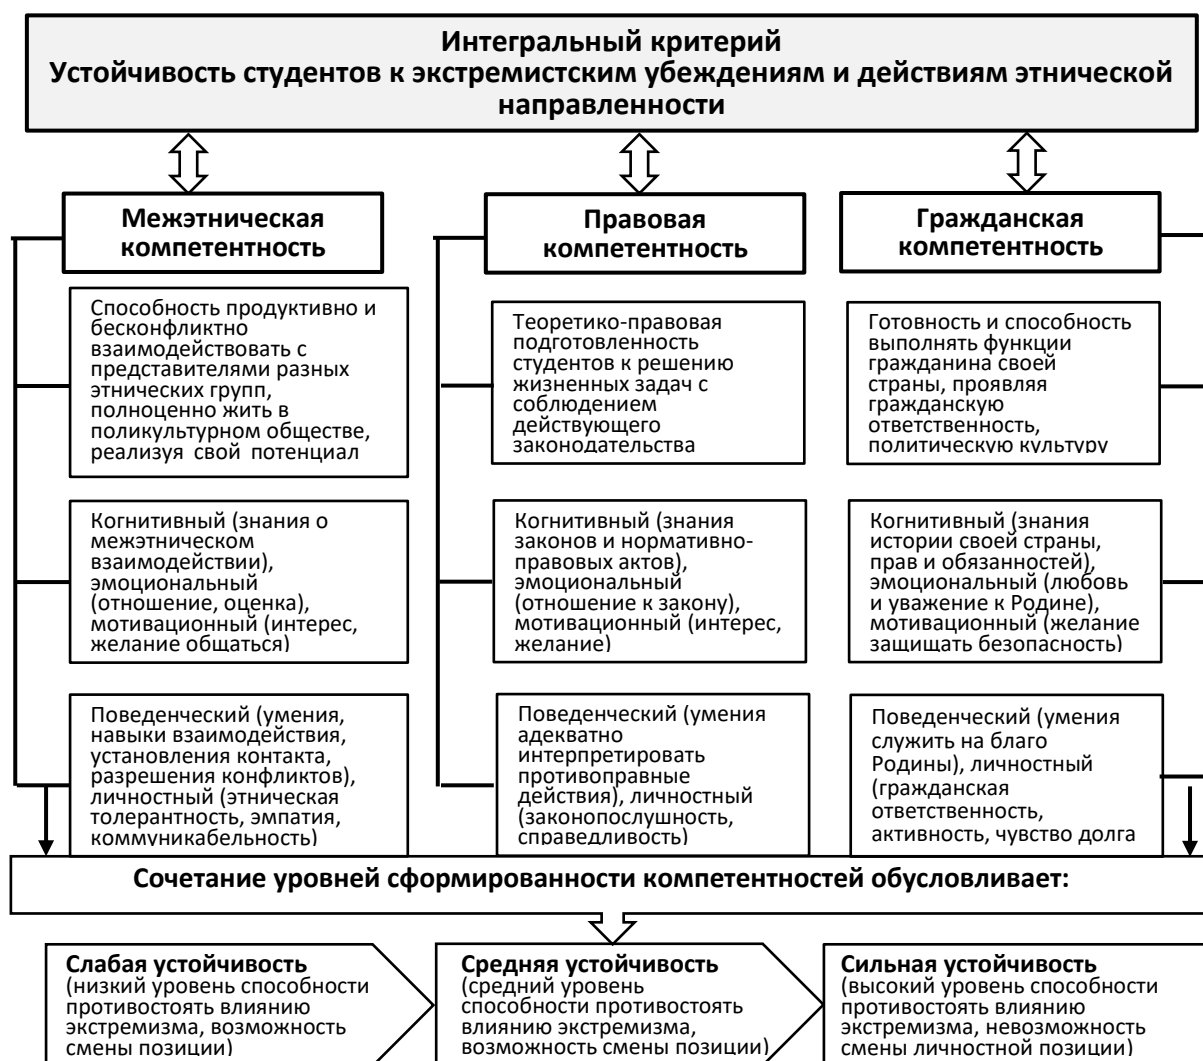 Интегральный критерий
Устойчивость студентов к экстремистским убеждениям и действиям этнической
направленности
Межэтническая
компетентность
Правовая
компетентность
Гражданская
компетентность
Способность продуктивно и
бесконфликтно
взаимодействовать с
представителями разных
этнических групп,
полноценно жить в
поликультурном обществе,
реализуя свой потенциал
Теоретико-правовая
подготовленность
студентов к решению
жизненных задач с
соблюдением
действующего
законодательства
Готовность и способность
выполнять функции
гражданина своей
страны, проявляя
гражданскую
ответственность,
политическую культуру
Когнитивный (знания о
межэтническом
взаимодействии),
эмоциональный
(отношение, оценка),
мотивационный (интерес,
желание общаться)
Когнитивный (знания
законов и нормативно-
правовых актов),
эмоциональный
(отношение к закону),
мотивационный (интерес,
желание)
Когнитивный (знания
истории своей страны,
прав и обязанностей),
эмоциональный (любовь
и уважение к Родине),
мотивационный (желание
защищать безопасность)
Поведенческий (умения,
навыки взаимодействия,
установления контакта,
разрешения конфликтов),
личностный (этническая
толерантность, эмпатия,
коммуникабельность)
Поведенческий (умения
адекватно
интерпретировать
противоправные
действия), личностный
(законопослушность,
справедливость)
Поведенческий (умения
служить на благо
Родины), личностный
(гражданская
ответственность,
активность, чувство долга
Сочетание уровней сформированности компетентностей обусловливает:
Слабая устойчивость
(низкий уровень способности
противостоять влиянию
экстремизма, возможность
смены позиции)
Средняя устойчивость
(средний уровень
способности противостоять
влиянию экстремизма,
возможность смены позиции)
Сильная устойчивость
(высокий уровень способности
противостоять влиянию
экстремизма, невозможность
смены личностной позиции)